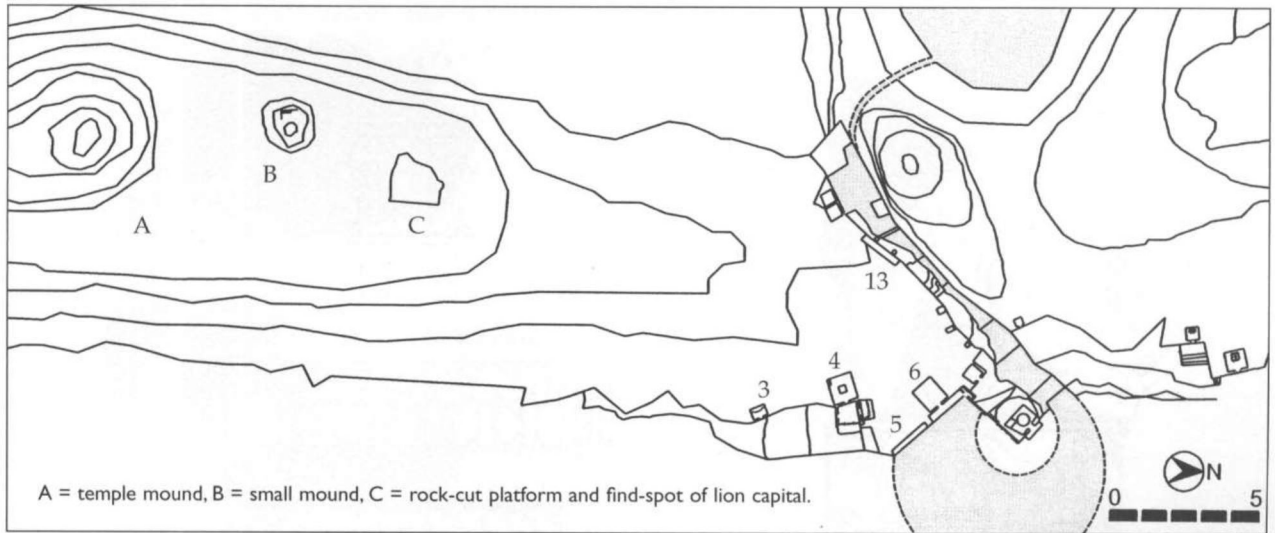 A
B
C
13
3
4
5
6
N
0 5
A = temple mound, B = small mound, C = rock-cut platform and find-spot of lion capital.